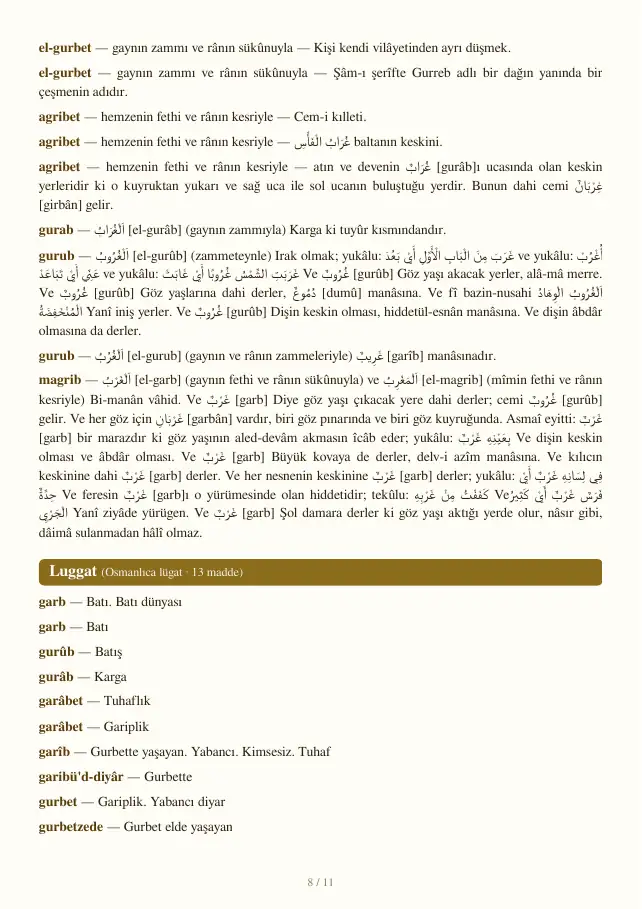 el-gurbet — gaynın zammı ve rânın sükûnuyla — Kişi kendi vilâyetinden ayrı düşmek.
el-gurbet — gaynın zammı ve rânın sükûnuyla — Şâm-ı şerîfte Gurreb adlı bir dağın yanında bir
çeşmenin adıdır.
agribet — hemzenin fethi ve rânın kesriyle — Cem-i kılleti.
agribet — hemzenin fethi ve rânın kesriyle — غُرَابُ الْفَأْسِ baltanın keskini.
agribet — hemzenin fethi ve rânın kesriyle — atın ve devenin غُرَابٌ [gurâb]ı ucasında olan keskin
yerleridir ki o kuyruktan yukarı ve sağ uca ile sol ucanın buluştuğu yerdir. Bunun dahi cemi غِرْبَانٌ
[girbân] gelir.
gurab — اَلْغُرَابُ [el-gurâb] (gaynın zammıyla) Karga ki tuyûr kısmındandır.
gurub — اَلْغُرُوبُ [el-gurûb] (zammeteynle) Irak olmak; yukâlu: غَرَبَ مِنَ الْبَابِ الْأَوَّلِ أَيْ بَعُدَ ve yukâlu: أُغْرُبْ
عَنِّي أَيْ تَبَاعَدْ ve yukâlu: غَرَبَتِ الشَّمْسُ غُرُوبًا أَيْ غَابَتْ Ve غُرُوبٌ [gurûb] Göz yaşı akacak yerler, alâ-mâ merre.
Ve غُرُوبٌ [gurûb] Göz yaşlarına dahi derler, دُمُوعٌ [dumû] manâsına. Ve fî bazin-nusahi اَلْغُرُوبُ الْوِهَادُ
الْمُنْخَفِضَةُ Yanî iniş yerler. Ve غُرُوبٌ [gurûb] Dişin keskin olması, hiddetül-esnân manâsına. Ve dişin âbdâr
olmasına da derler.
gurub — اَلْغُرُبُ [el-gurub] (gaynın ve rânın zammeleriyle) غَرِيبٌ [garîb] manâsınadır.
magrib — اَلْغَرْبُ [el-garb] (gaynın fethi ve rânın sükûnuyla) ve اَلْمَغْرِبُ [el-magrib] (mîmin fethi ve rânın
kesriyle) Bi-manân vâhid. Ve غَرْبٌ [garb] Diye göz yaşı çıkacak yere dahi derler; cemi غُرُوبٌ [gurûb]
gelir. Ve her göz için غَرْبَانِ [garbân] vardır, biri göz pınarında ve biri göz kuyruğunda. Asmaî eyitti: غَرْبٌ
[garb] bir marazdır ki göz yaşının aled-devâm akmasın îcâb eder; yukâlu: بِعَيْنِهِ غَرْبٌ Ve dişin keskin
olması ve âbdâr olması. Ve غَرْبٌ [garb] Büyük kovaya de derler, delv-i azîm manâsına. Ve kılıcın
keskinine dahi غَرْبٌ [garb] derler. Ve her nesnenin keskinine غَرْبٌ [garb] derler; yukâlu: فِي لِسَانِهِ غَرْبٌ أَيْ
حِدَّةٌ Ve feresin غَرْبٌ [garb]ı o yürümesinde olan hiddetidir; tekûlu: كَفَفْتُ مِنْ غَرْبِهِ Ve فَرَسٌ غَرْبٌ أَيْ كَثِيرُ
الْجَرْيِ Yanî ziyâde yürügen. Ve غَرْبٌ [garb] Şol damara derler ki göz yaşı aktığı yerde olur, nâsır gibi,
dâimâ sulanmadan hâlî olmaz.
Luggat (Osmanlıca lügat · 13 madde)
garb — Batı. Batı dünyası
garb — Batı
gurûb — Batış
gurâb — Karga
garâbet — Tuhaflık
garâbet — Gariplik
garîb — Gurbette yaşayan. Yabancı. Kimsesiz. Tuhaf
garibü'd-diyâr — Gurbette
gurbet — Gariplik. Yabancı diyar
gurbetzede — Gurbet elde yaşayan
8 / 11